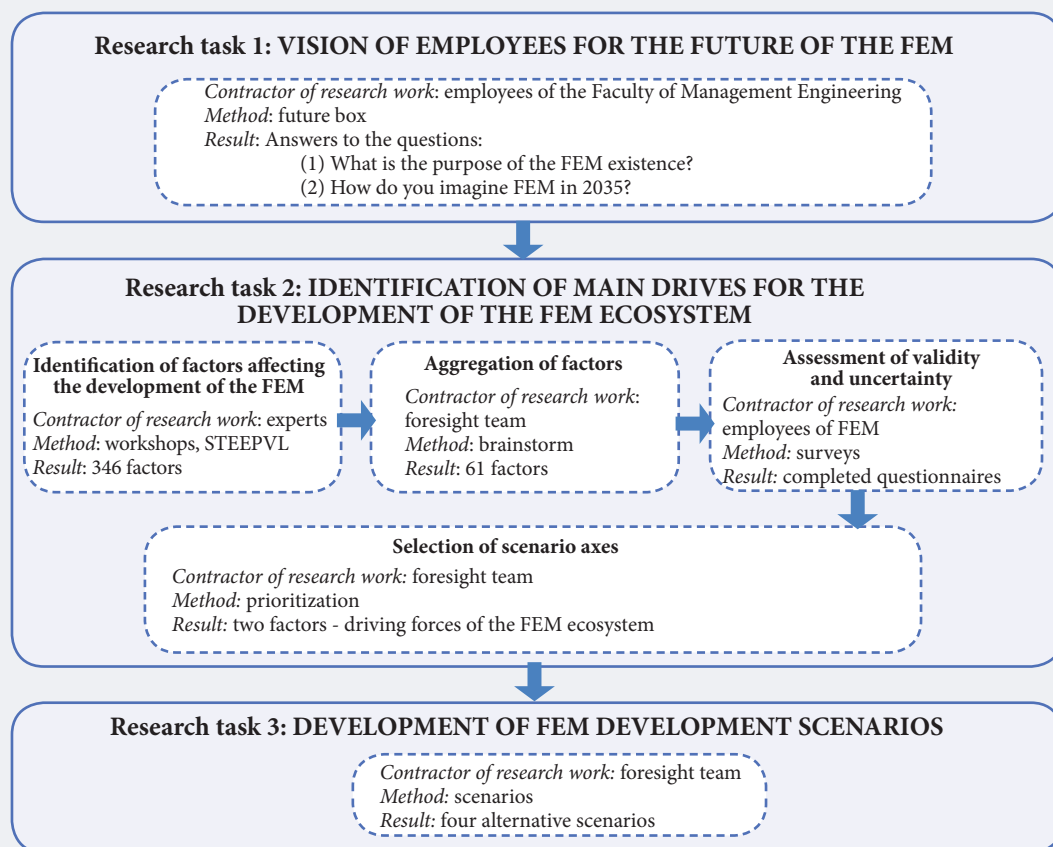 Research task 1: VISION OF EMPLOYEES FOR THE FUTURE OF THE FEM
Contractor of research work: employees of the Faculty of Management Engineering
Method: future box
Result: Answers to the questions:
(1) What is the purpose of the FEM existence?
(2) How do you imagine FEM in 2035?
Research task 2: IDENTIFICATION OF MAIN DRIVES FOR THE
DEVELOPMENT OF THE FEM ECOSYSTEM
Identification of factors affecting
the development of the FEM
Contractor of research work: experts
Method: workshops, STEEPVL
Result: 346 factors
Aggregation of factors
Contractor of research work:
foresight team
Method: brainstorm
Result: 61 factors
Assessment of validity
and uncertainty
Contractor of research work:
employees of FEM
Method: surveys
Result: completed questionnaires
Selection of scenario axes
Contractor of research work: foresight team
Method: prioritization
Result: two factors - driving forces of the FEM ecosystem
Research task 3: DEVELOPMENT OF FEM DEVELOPMENT SCENARIOS
Contractor of research work: foresight team
Method: scenarios
Result: four alternative scenarios